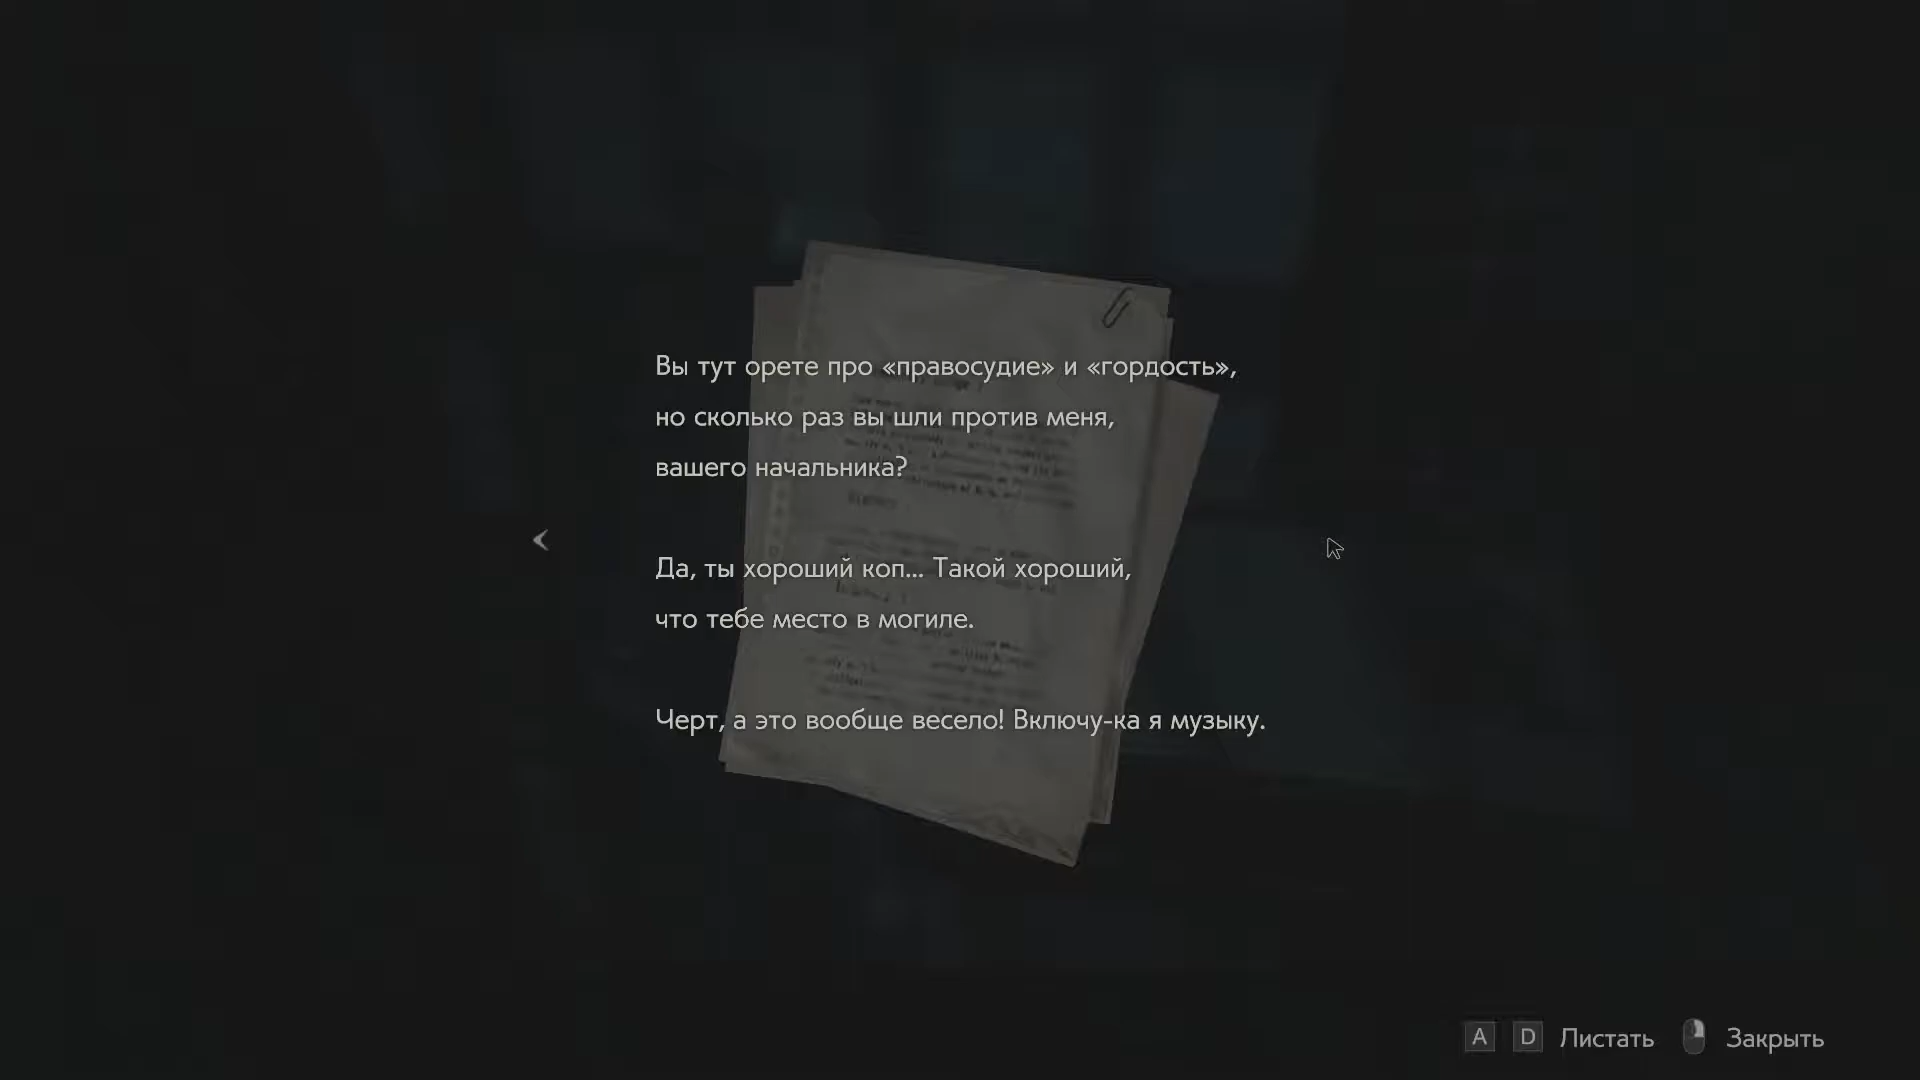 Вы тут орете про «правосудие» и «гордость»,
но сколько раз вы шли против меня,
вашего начальника?
Да, ты хороший коп... Такой хороший,
что тебе место в могиле.
Черт, а это вообще весело! Включу-ка я музыку.
A D Листать Закрыть